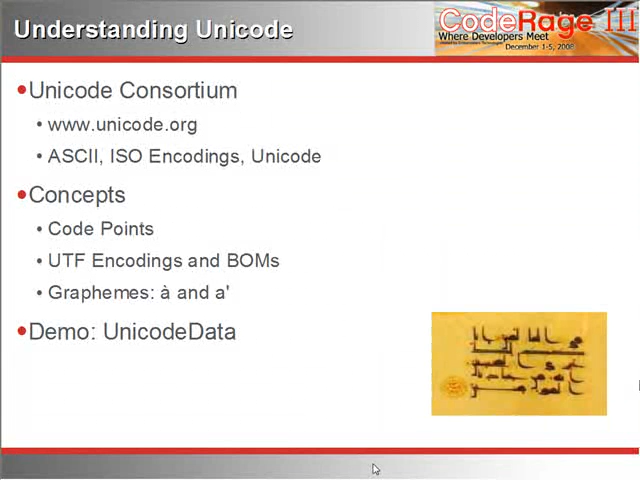 Understanding Unicode
CodeRage III
Where Developers Meet
December 1-5, 2008
Unicode Consortium
www.unicode.org
ASCII, ISO Encodings, Unicode
Concepts
Code Points
UTF Encodings and BOMs
Graphemes: à and a'
Demo: UnicodeData